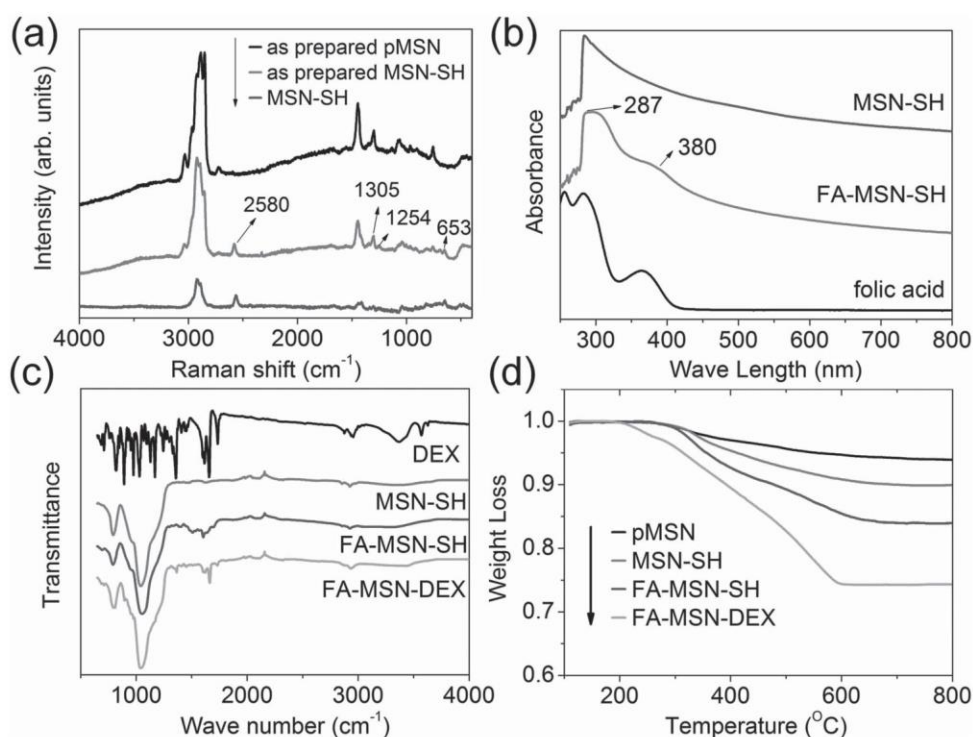 (a)
as prepared pMSN
as prepared MSN-SH
MSN-SH
2580
1305
1254
653
Intensity (arb. units)
4000 3000 2000 1000
Raman shift (cm⁻¹)
(b)
MSN-SH
287
380
FA-MSN-SH
folic acid
Absorbance
300 400 500 600 700 800
Wave Length (nm)
(c)
DEX
MSN-SH
FA-MSN-SH
FA-MSN-DEX
Transmittance
1000 2000 3000 4000
Wave number (cm⁻¹)
(d)
1.0
0.9
0.8
0.7
0.6
pMSN
MSN-SH
FA-MSN-SH
FA-MSN-DEX
Weight Loss
200 400 600 800
Temperature (°C)